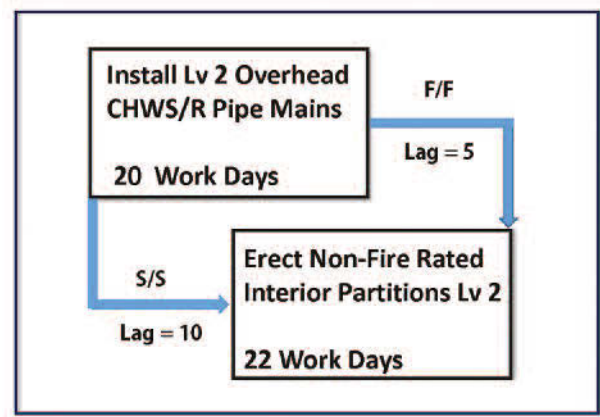 Install Lv 2 Overhead
CHWS/R Pipe Mains
20 Work Days
F/F
Lag = 5
S/S
Lag = 10
Erect Non-Fire Rated
Interior Partitions Lv 2
22 Work Days